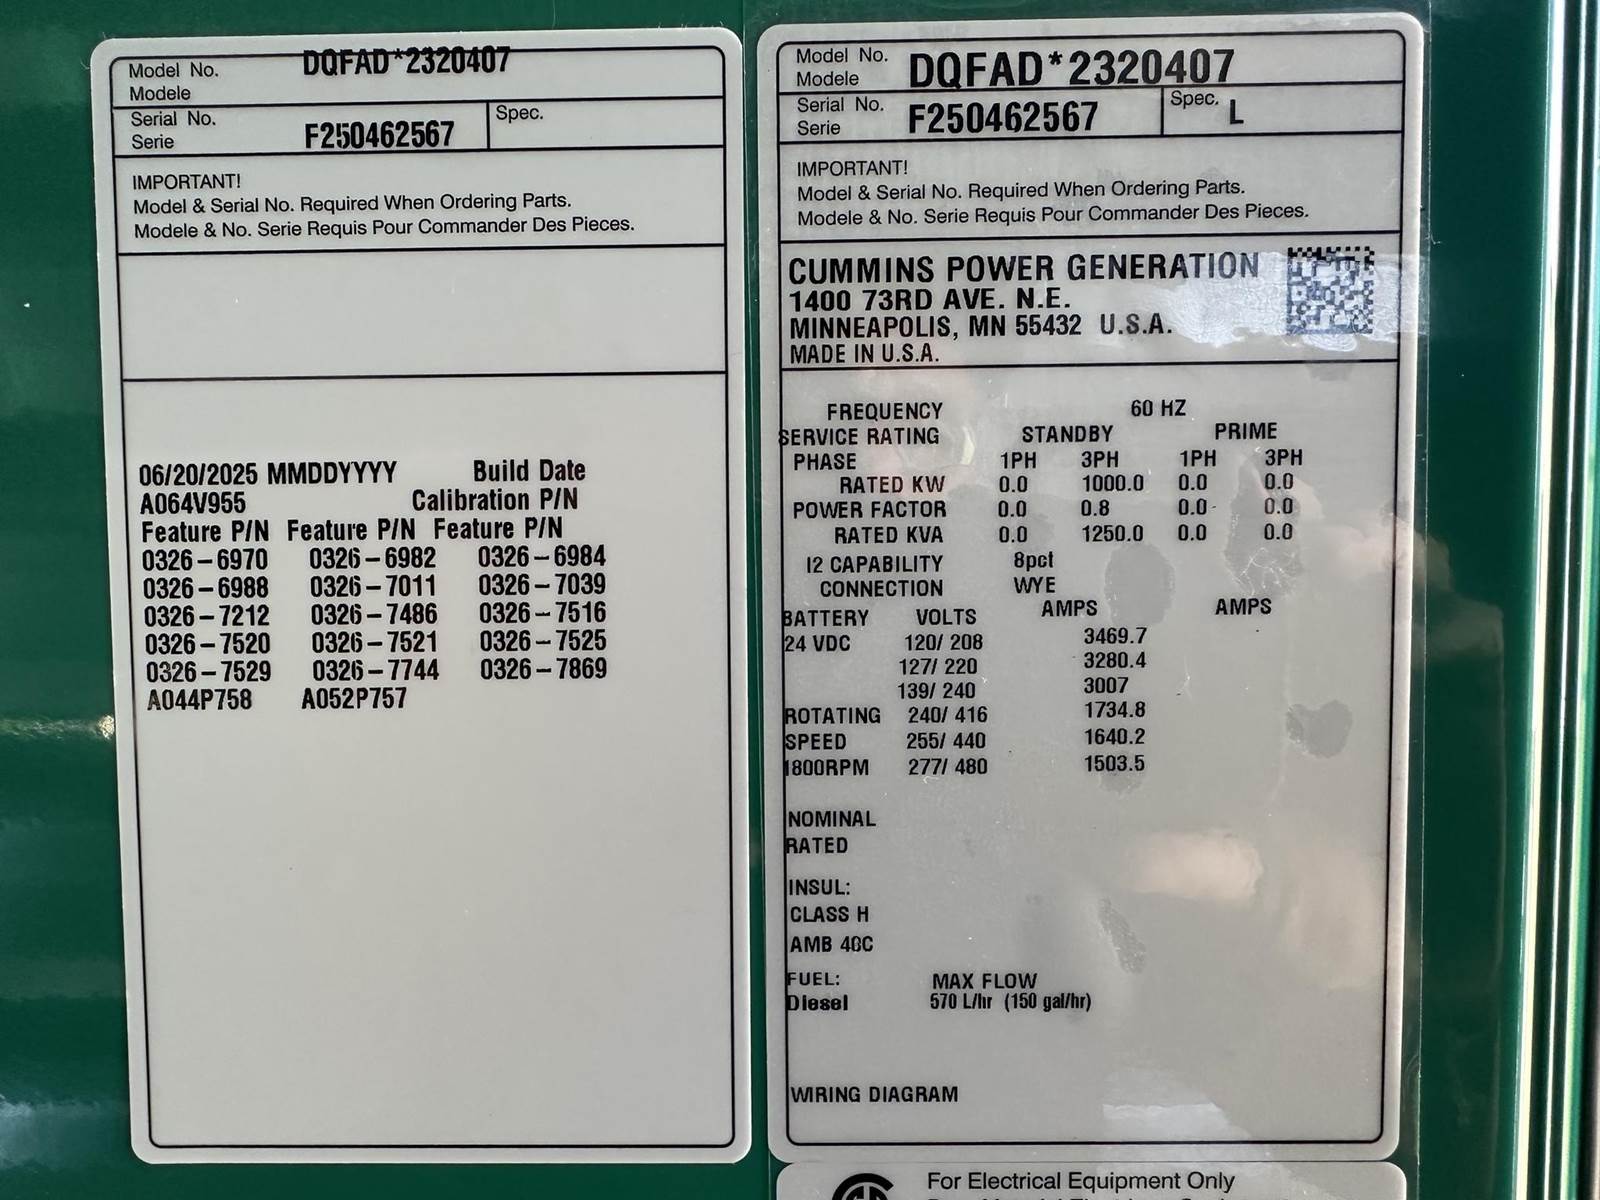 Model No. DQFAD*2320407
Modele
Serial No. Spec.
Serie F250462567
IMPORTANT!
Model & Serial No. Required When Ordering Parts.
Modele & No. Serie Requis Pour Commander Des Pieces.
06/20/2025 MMDDYYYY Build Date
A064V955 Calibration P/N
Feature P/N Feature P/N Feature P/N
0326-6970 0326-6982 0326-6984
0326-6988 0326-7011 0326-7039
0326-7212 0326-7486 0326-7516
0326-7520 0326-7521 0326-7525
0326-7529 0326-7744 0326-7869
A044P758 A052P757
Model No. DQFAD*2320407
Modele
Serial No. F250462567 Spec. L
Serie
IMPORTANT!
Model & Serial No. Required When Ordering Parts.
Modele & No. Serie Requis Pour Commander Des Pieces.
CUMMINS POWER GENERATION
1400 73RD AVE. N.E.
MINNEAPOLIS, MN 55432 U.S.A.
MADE IN U.S.A.
FREQUENCY 60 HZ
SERVICE RATING STANDBY PRIME
PHASE 1PH 3PH 1PH 3PH
RATED KW 0.0 1000.0 0.0 0.0
POWER FACTOR 0.0 0.8 0.0 0.0
RATED KVA 0.0 1250.0 0.0 0.0
I2 CAPABILITY 8pct
CONNECTION WYE
BATTERY VOLTS AMPS AMPS
24 VDC 120/ 208 3469.7
127/ 220 3280.4
139/ 240 3007
ROTATING 240/ 416 1734.8
SPEED 255/ 440 1640.2
1800RPM 277/ 480 1503.5
NOMINAL
RATED
INSUL:
CLASS H
AMB 40C
FUEL: MAX FLOW
Diesel 570 L/hr (150 gal/hr)
WIRING DIAGRAM
For Electrical Equipment Only